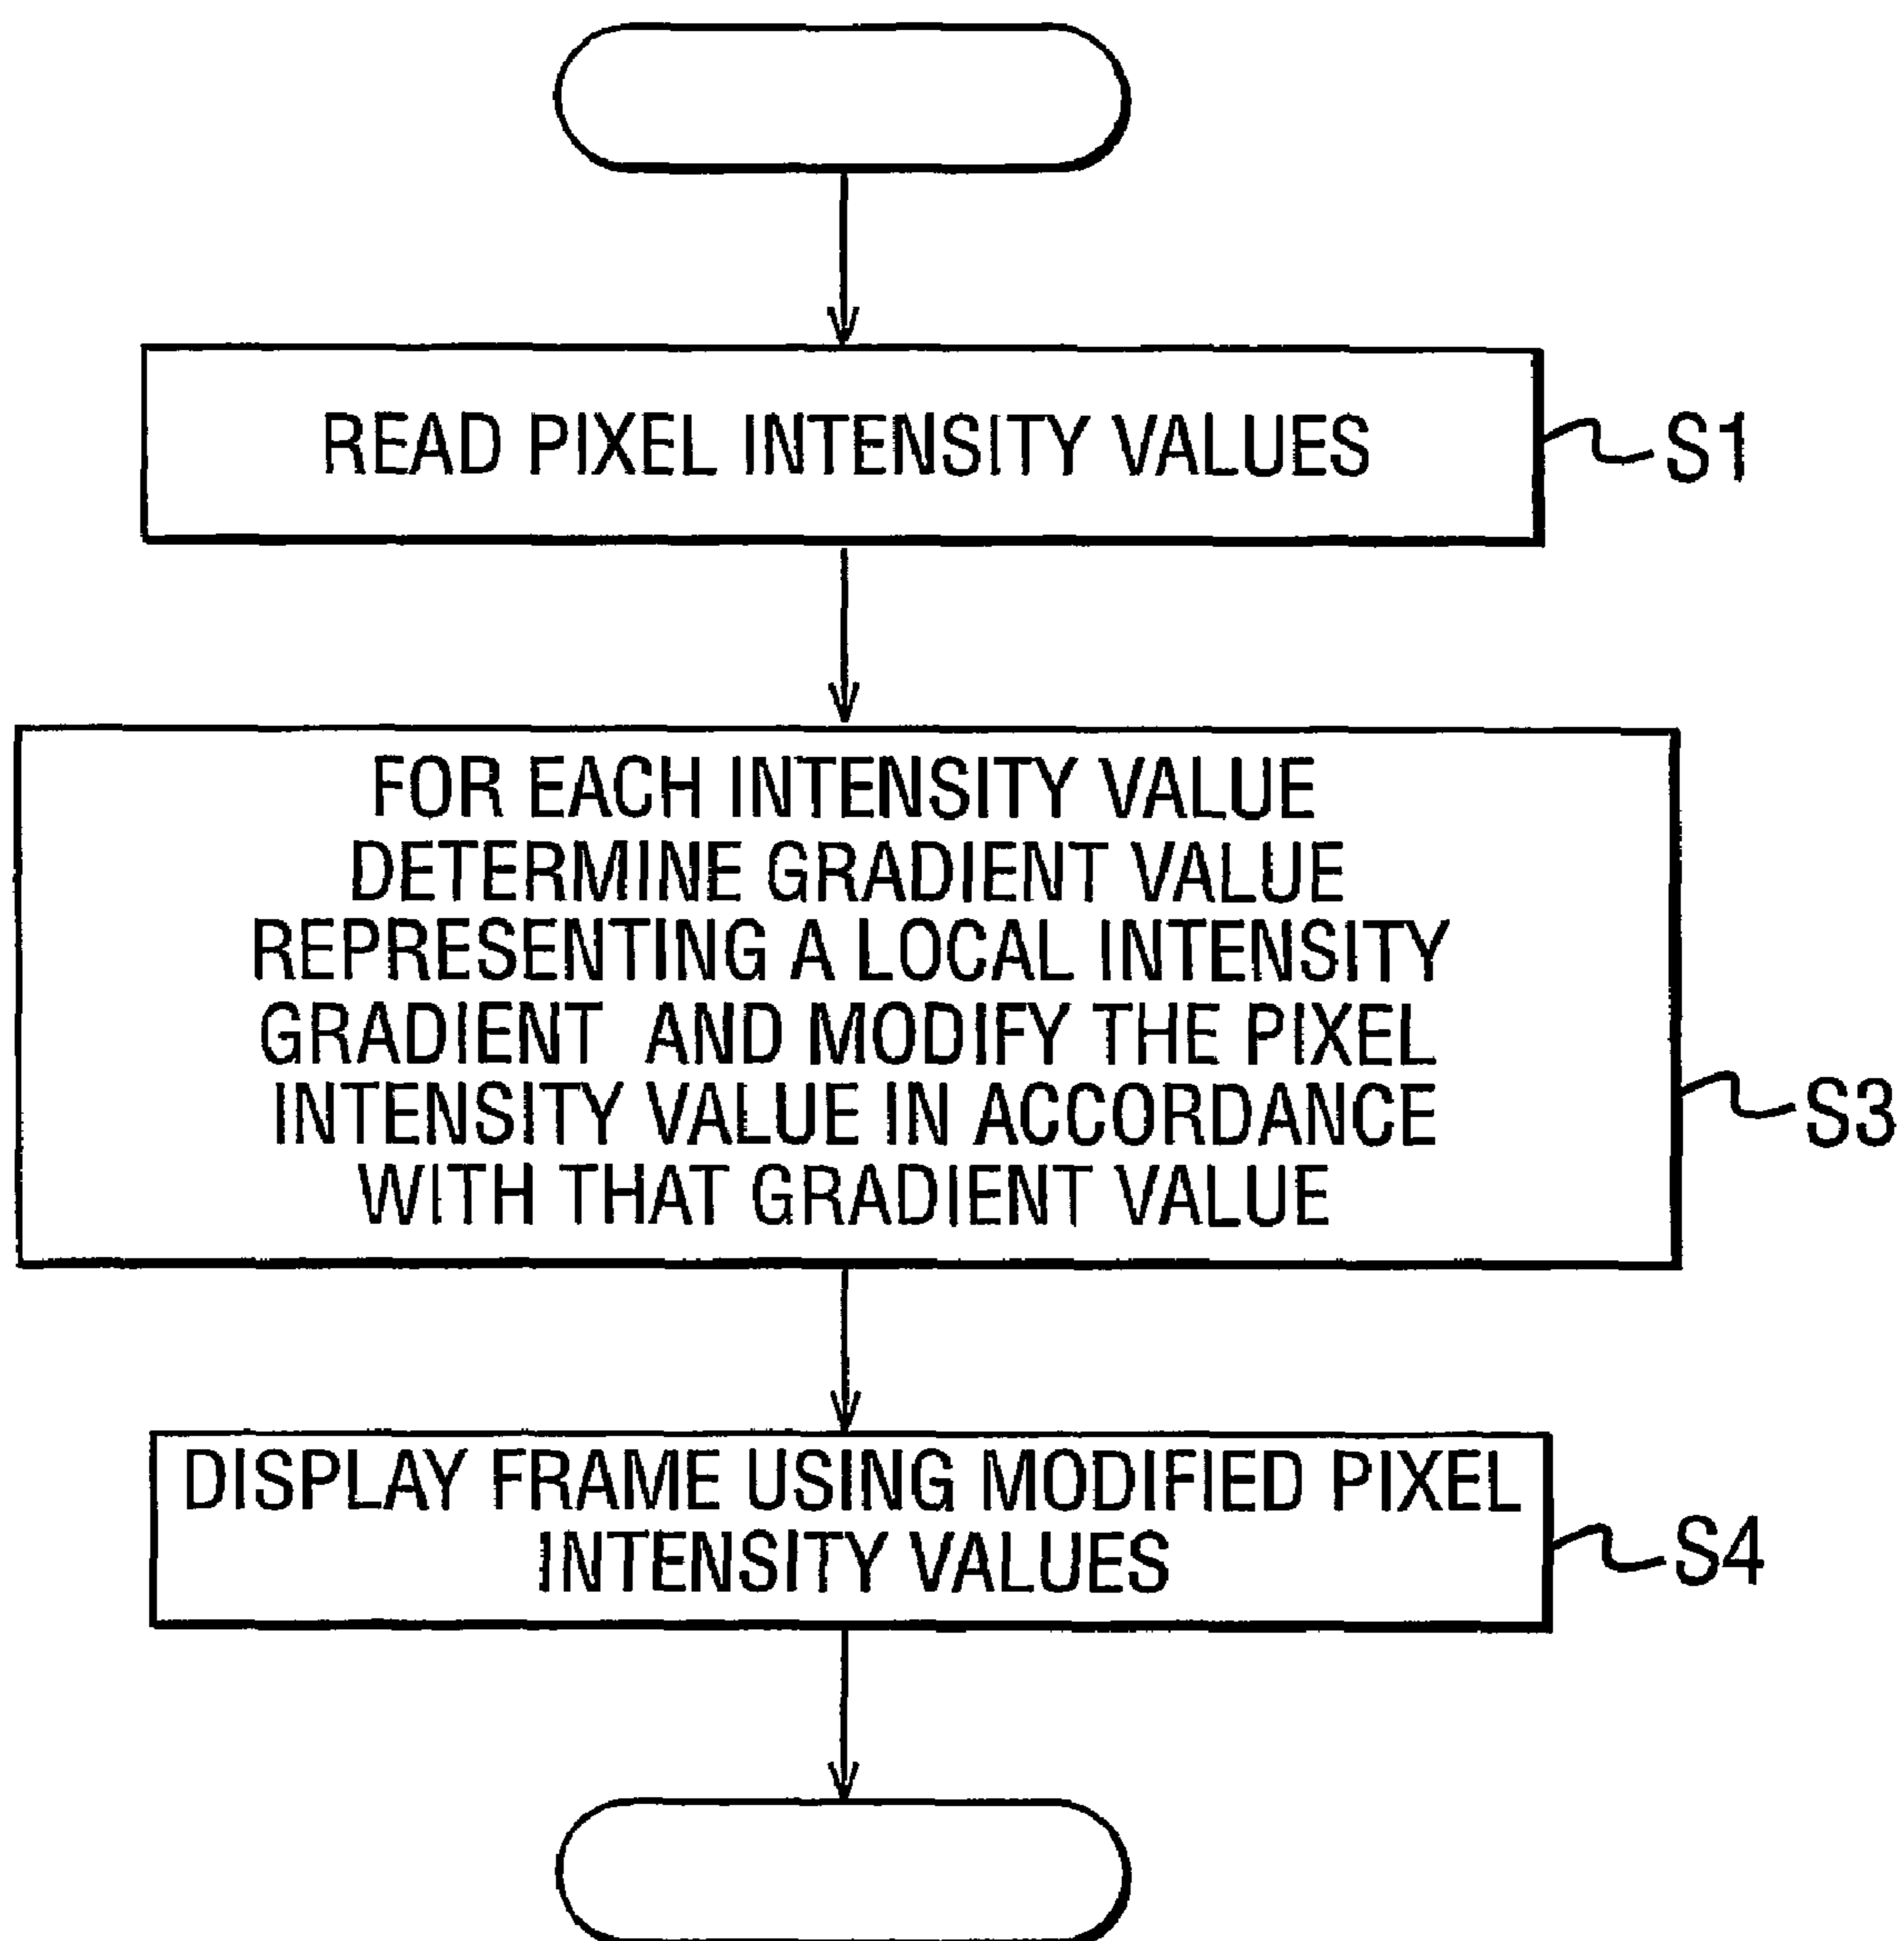 READ PIXEL INTENSITY VALUES
S1
FOR EACH INTENSITY VALUE
DETERMINE GRADIENT VALUE
REPRESENTING A LOCAL INTENSITY
GRADIENT AND MODIFY THE PIXEL
INTENSITY VALUE IN ACCORDANCE
WITH THAT GRADIENT VALUE
S3
DISPLAY FRAME USING MODIFIED PIXEL
INTENSITY VALUES
S4